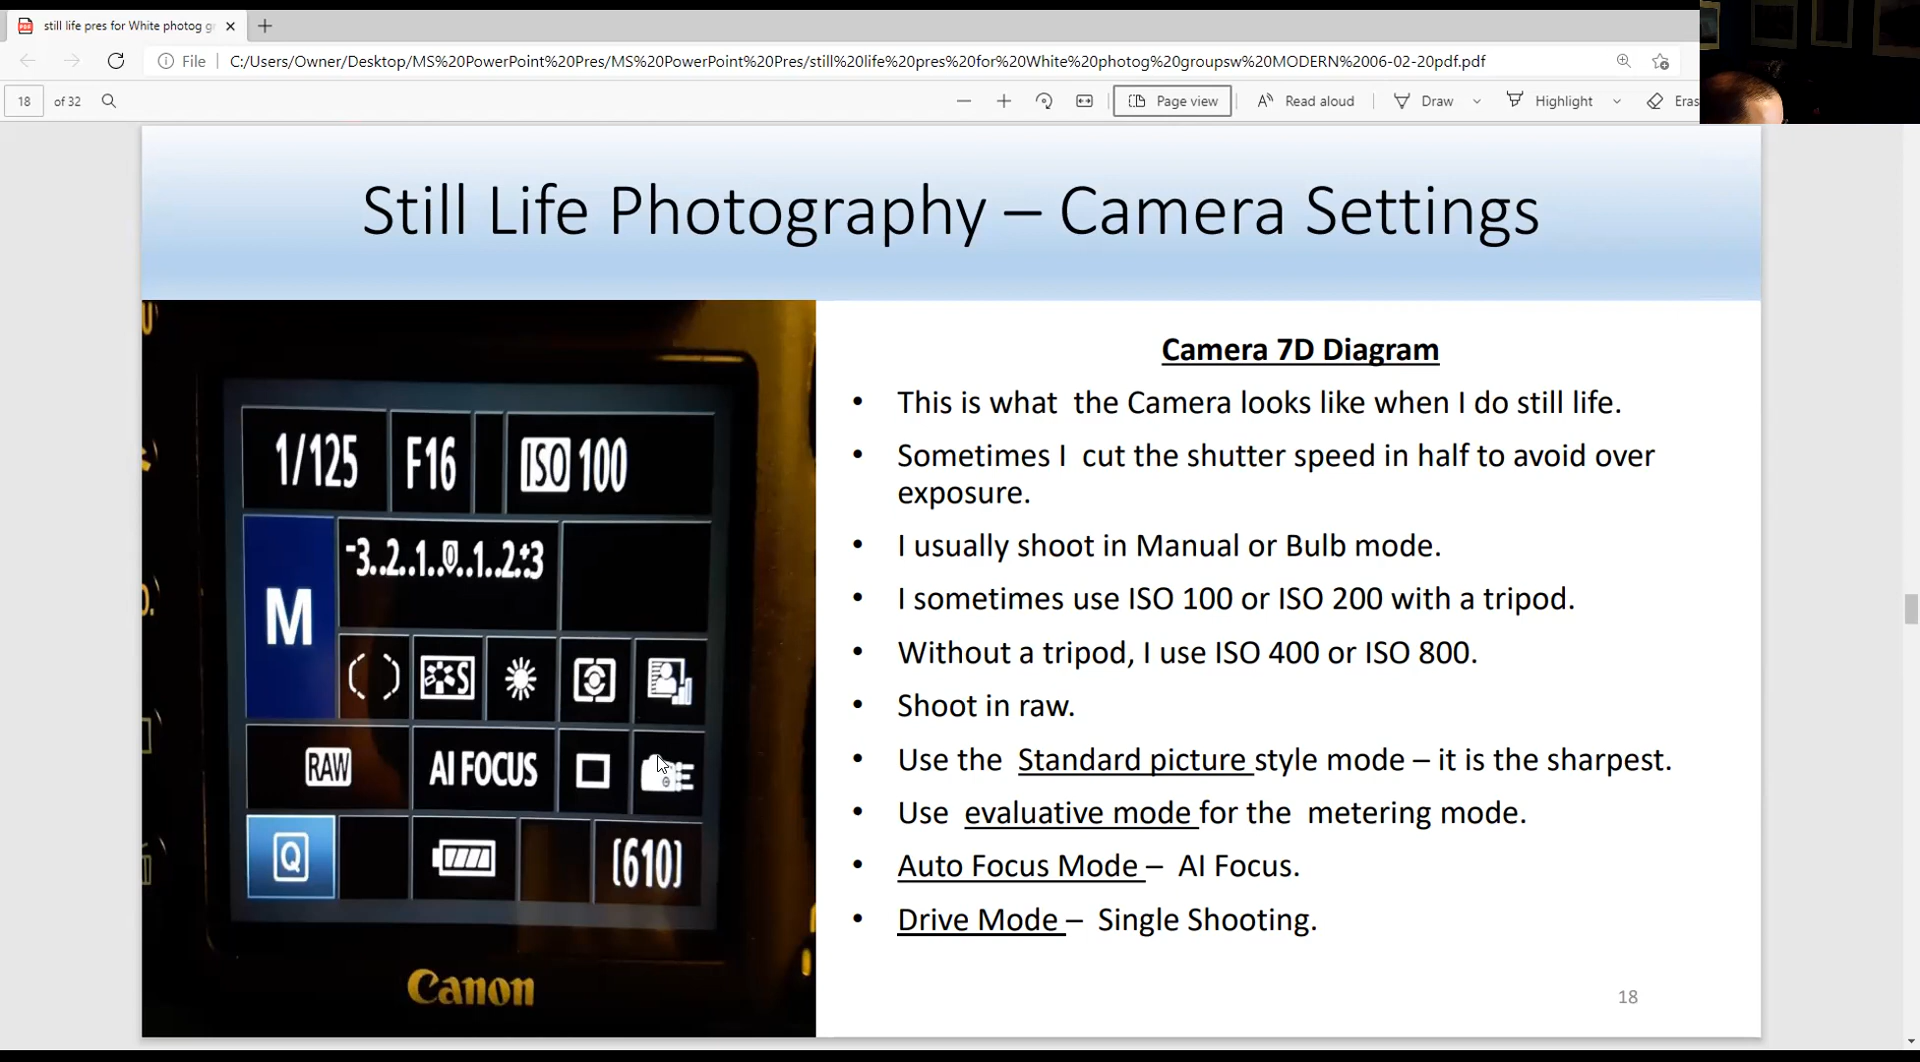 still life pres for White photog gr
File C:/Users/Owner/Desktop/MS%20PowerPoint%20Pres/MS%20PowerPoint%20Pres/still%20life%20pres%20for%20White%20photog%20groupsw%20MODERN%2006-02-20pdf.pdf
18 of 32 Page view Read aloud Draw Highlight Eras
Still Life Photography – Camera Settings
1/125 F16 ISO 100
-3..2..1..0..1..2..+3
M
S
RAW AI FOCUS
Q (610)
Canon
Camera 7D Diagram
• This is what the Camera looks like when I do still life.
• Sometimes I cut the shutter speed in half to avoid over
exposure.
• I usually shoot in Manual or Bulb mode.
• I sometimes use ISO 100 or ISO 200 with a tripod.
• Without a tripod, I use ISO 400 or ISO 800.
• Shoot in raw.
• Use the Standard picture style mode – it is the sharpest.
• Use evaluative mode for the metering mode.
• Auto Focus Mode – AI Focus.
• Drive Mode – Single Shooting.
18